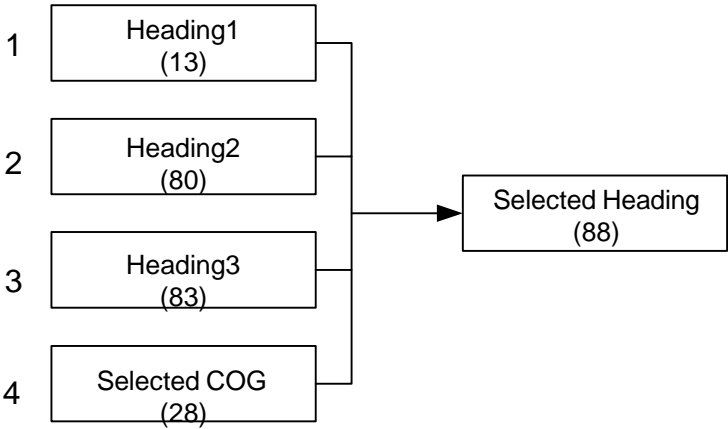 1
Heading1
(13)
2
Heading2
(80)
Selected Heading
(88)
3
Heading3
(83)
4
Selected COG
(28)